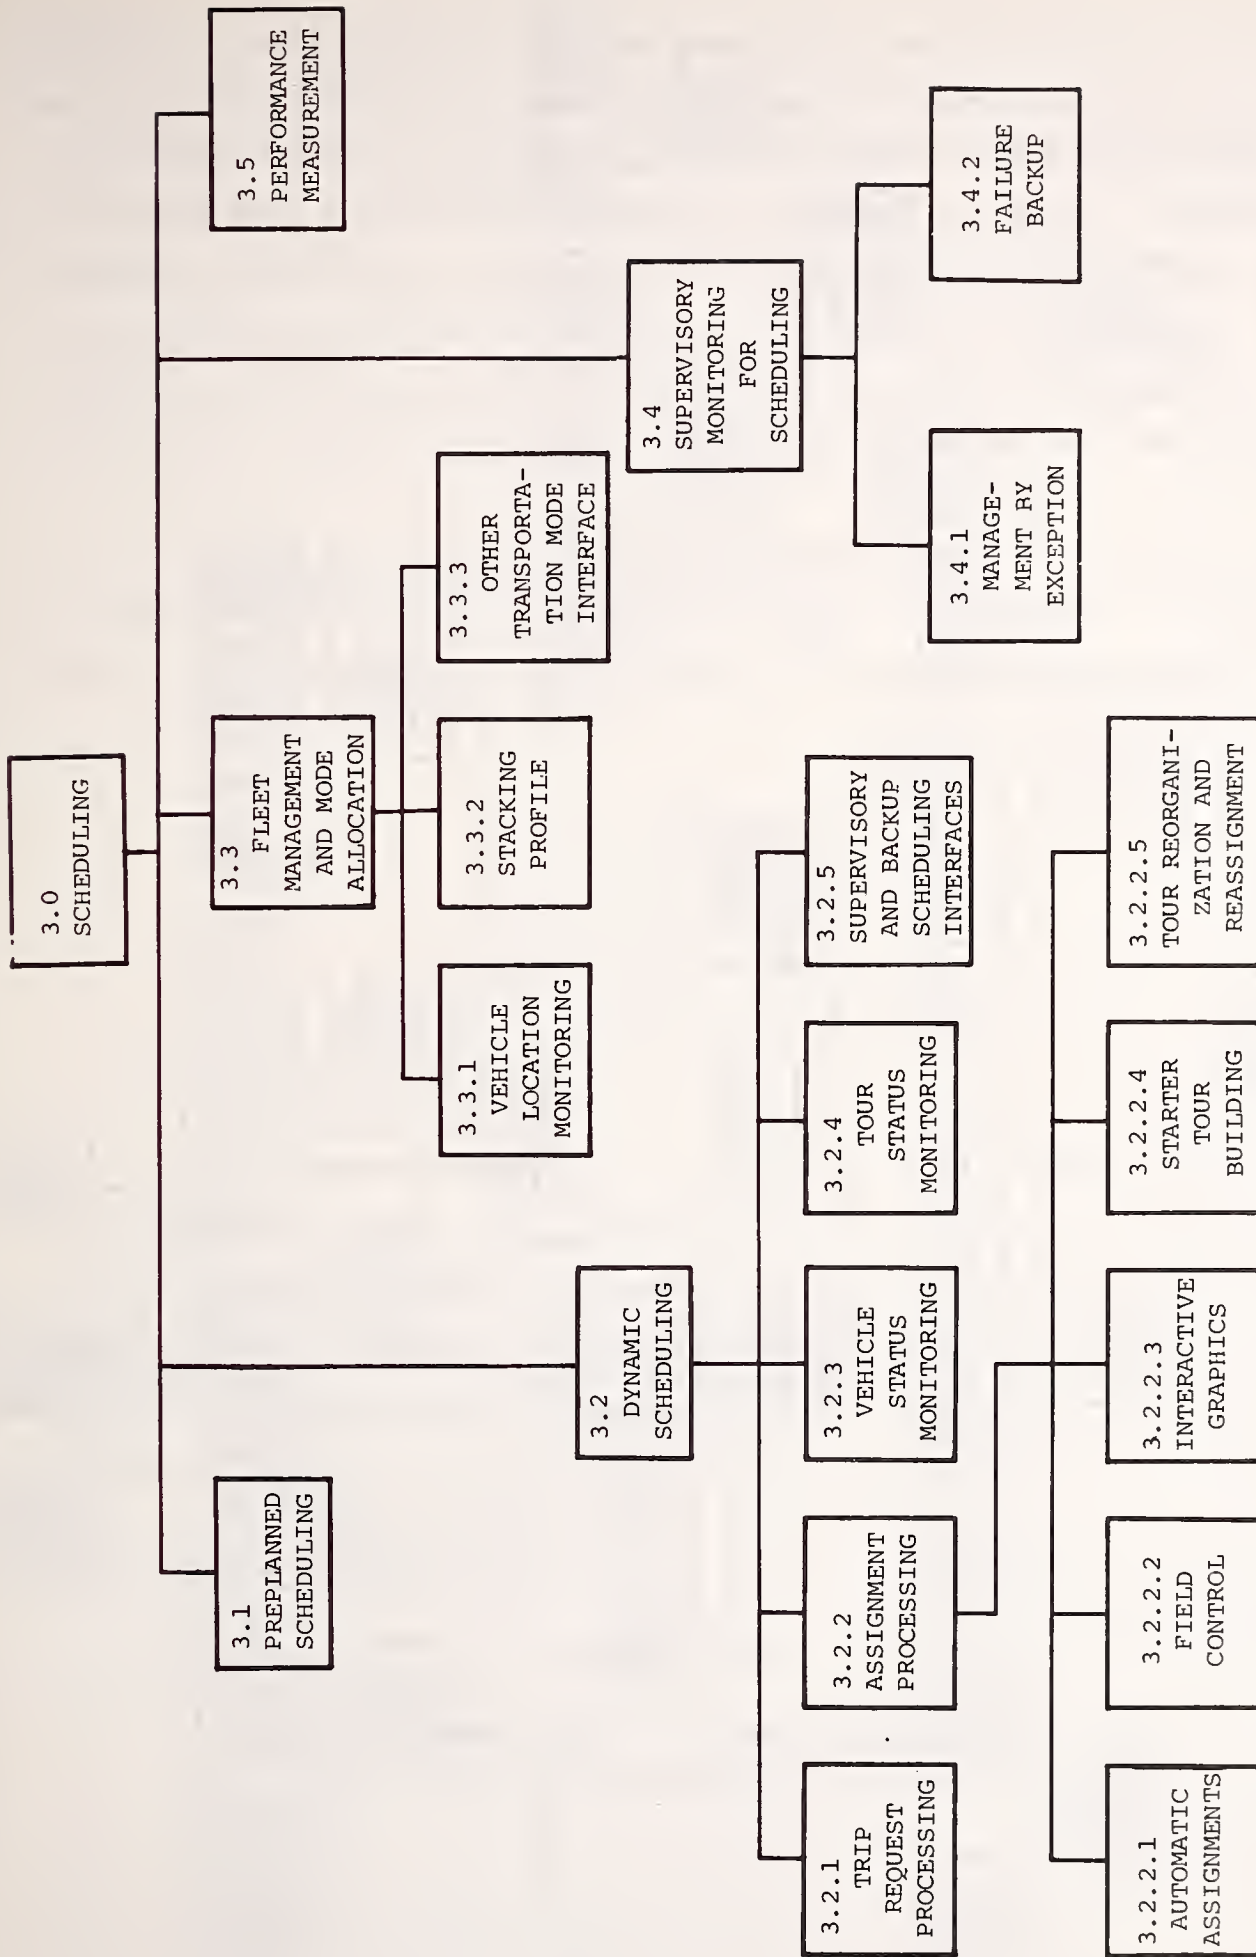 3.0
SCHEDULING
3.1
PREPLANNED
SCHEDULING
3.2
DYNAMIC
SCHEDULING
3.3
FLEET
MANAGEMENT
AND MODE
ALLOCATION
3.4
SUPERVISORY
MONITORING
FOR
SCHEDULING
3.5
PERFORMANCE
MEASUREMENT
3.3.1
VEHICLE
LOCATION
MONITORING
3.3.2
STACKING
PROFILE
3.3.3
OTHER
TRANSPORTA-
TION MODE
INTERFACE
3.4.1
MANAGE-
MENT BY
EXCEPTION
3.4.2
FAILURE
BACKUP
3.2.1
TRIP
REQUEST
PROCESSING
3.2.2
ASSIGNMENT
PROCESSING
3.2.3
VEHICLE
STATUS
MONITORING
3.2.4
TOUR
STATUS
MONITORING
3.2.5
SUPERVISORY
AND BACKUP
SCHEDULING
INTERFACES
3.2.2.1
AUTOMATIC
ASSIGNMENTS
3.2.2.2
FIELD
CONTROL
3.2.2.3
INTERACTIVE
GRAPHICS
3.2.2.4
STARTER
TOUR
BUILDING
3.2.2.5
TOUR REORGANI-
ZATION AND
REASSIGNMENT